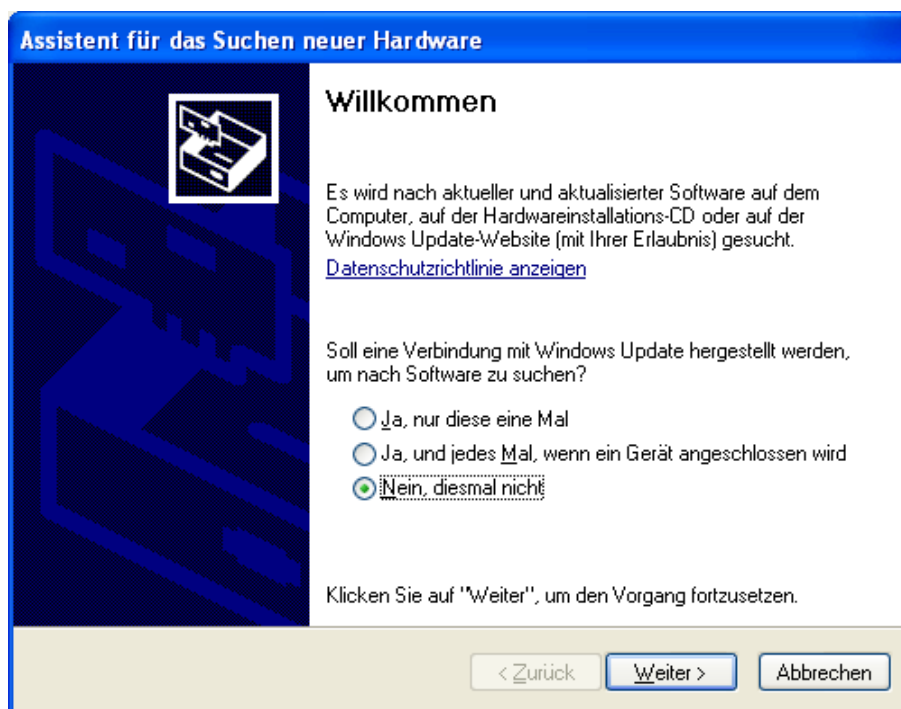 Assistent für das Suchen neuer Hardware
Willkommen
Es wird nach aktueller und aktualisierter Software auf dem
Computer, auf der Hardwareinstallations-CD oder auf der
Windows Update-Website (mit Ihrer Erlaubnis) gesucht.
Datenschutzrichtlinie anzeigen
Soll eine Verbindung mit Windows Update hergestellt werden,
um nach Software zu suchen?
Ja, nur diese eine Mal
Ja, und jedes Mal, wenn ein Gerät angeschlossen wird
Nein, diesmal nicht
Klicken Sie auf "Weiter", um den Vorgang fortzusetzen.
< Zurück Weiter > Abbrechen